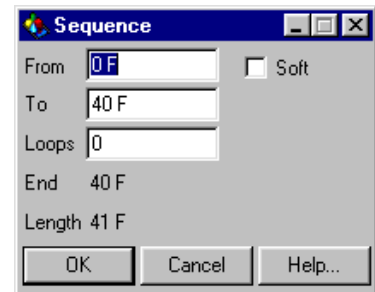 Sequence
From 0 F Soft
To 40 F
Loops 0
End 40 F
Length 41 F
OK Cancel Help...